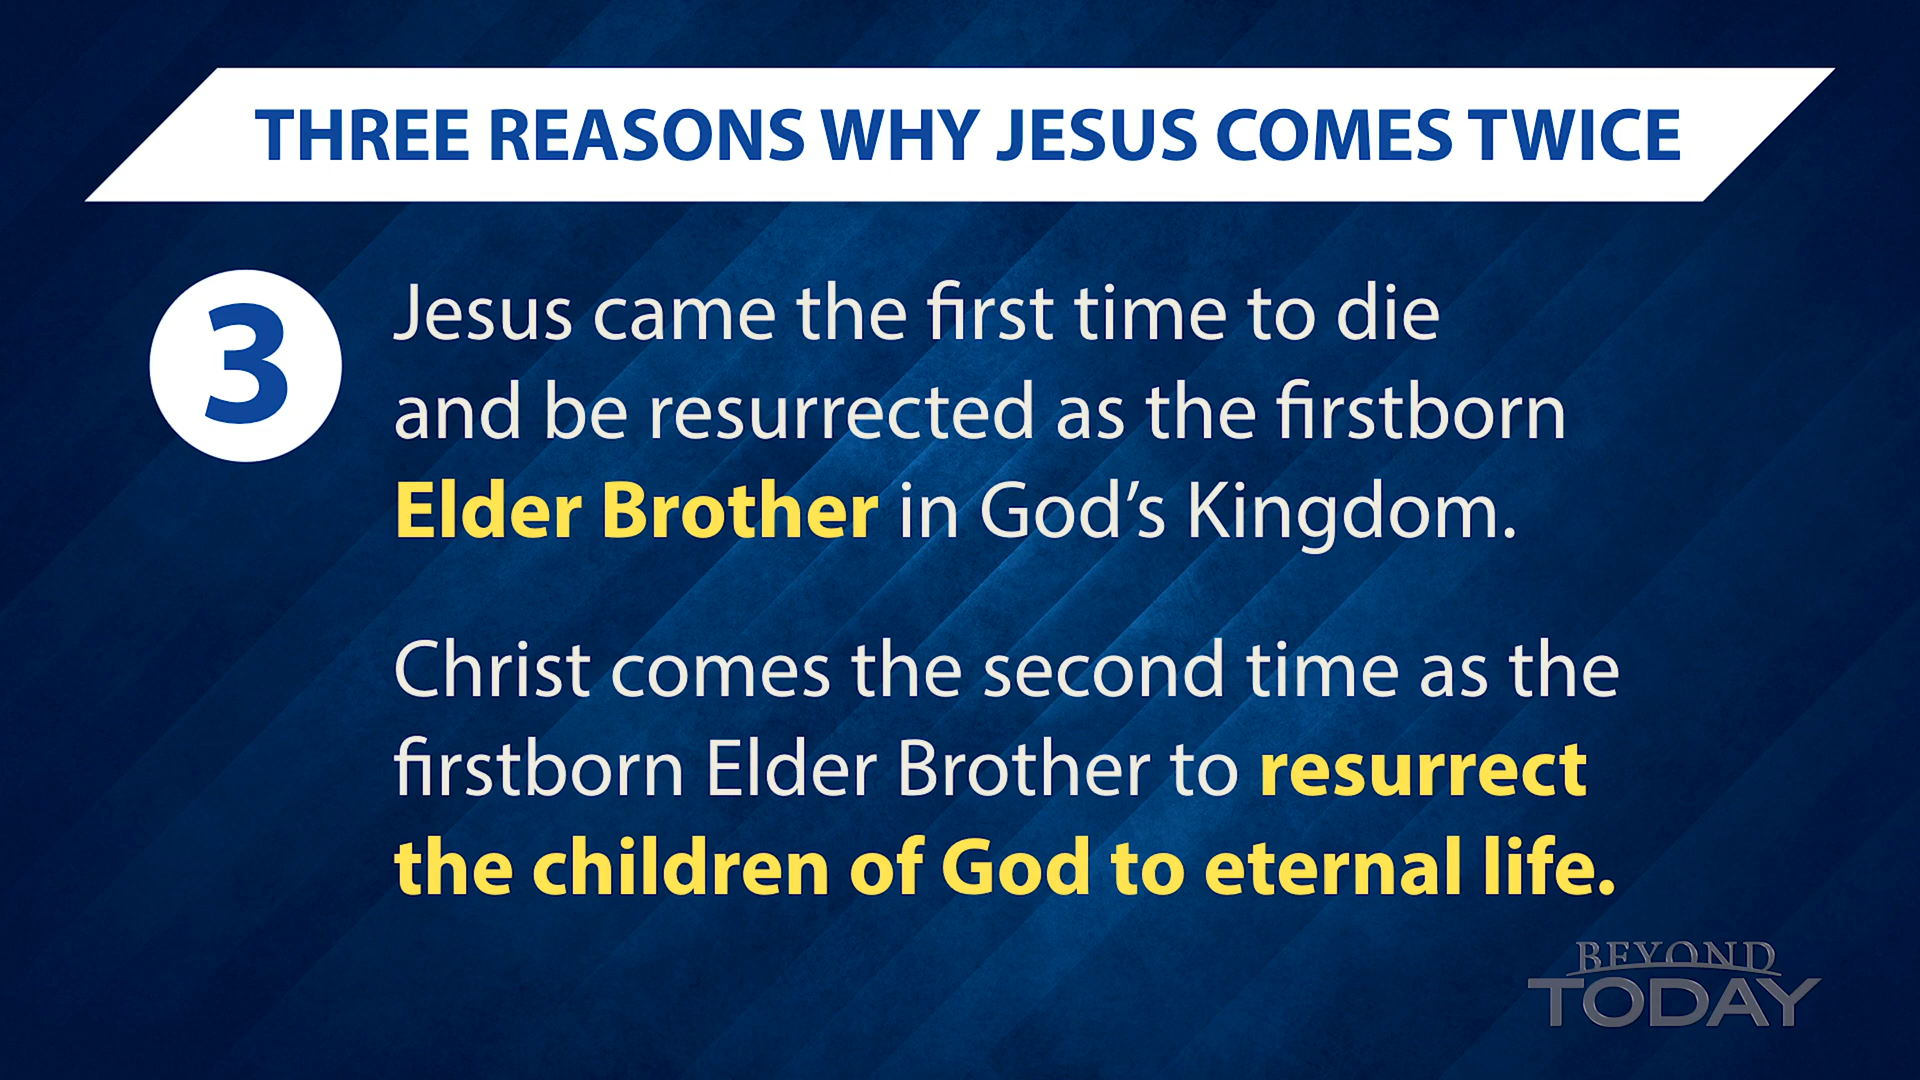 THREE REASONS WHY JESUS COMES TWICE
3
Jesus came the first time to die
and be resurrected as the firstborn
Elder Brother in God’s Kingdom.
Christ comes the second time as the
firstborn Elder Brother to resurrect
the children of God to eternal life.
BEYOND
TODAY